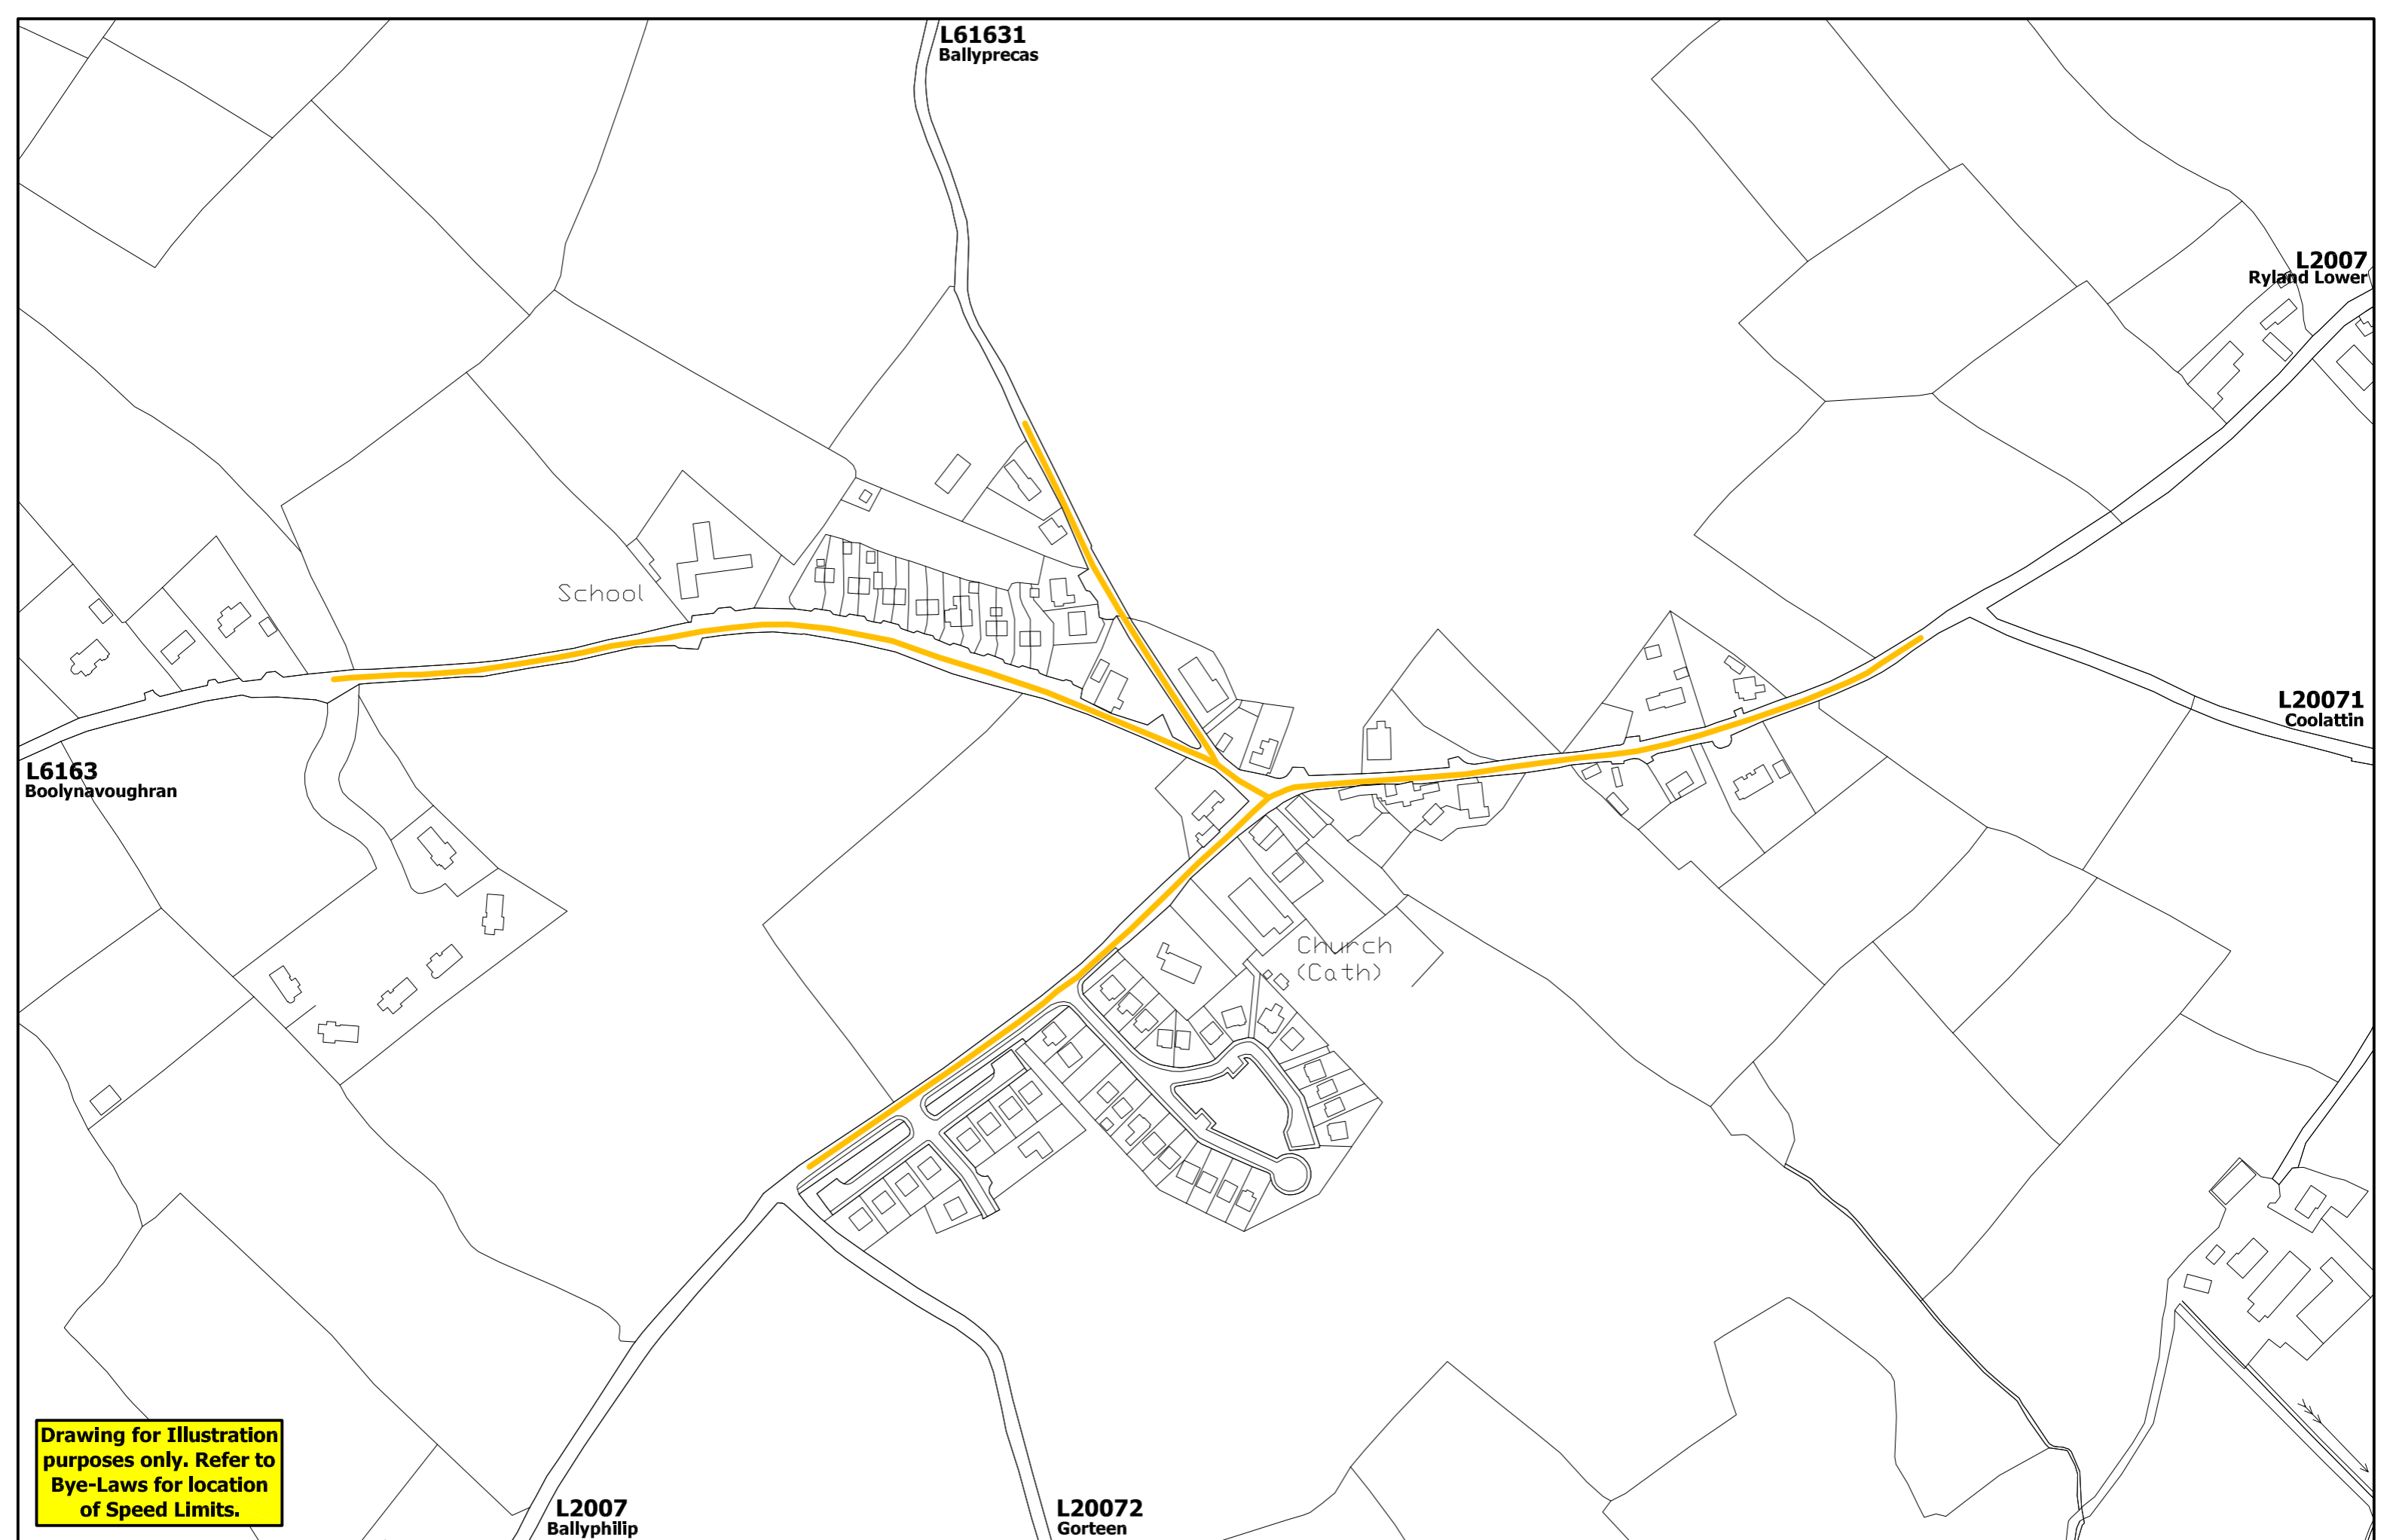 L61631
Ballyprecas
L2007
Ryland Lower
School
L20071
Coolattin
L6163
Boolynavoughran
Church
(Cath)
Drawing for Illustration
purposes only. Refer to
Bye-Laws for location
of Speed Limits.
L2007
Ballyphilip
L20072
Gorteen